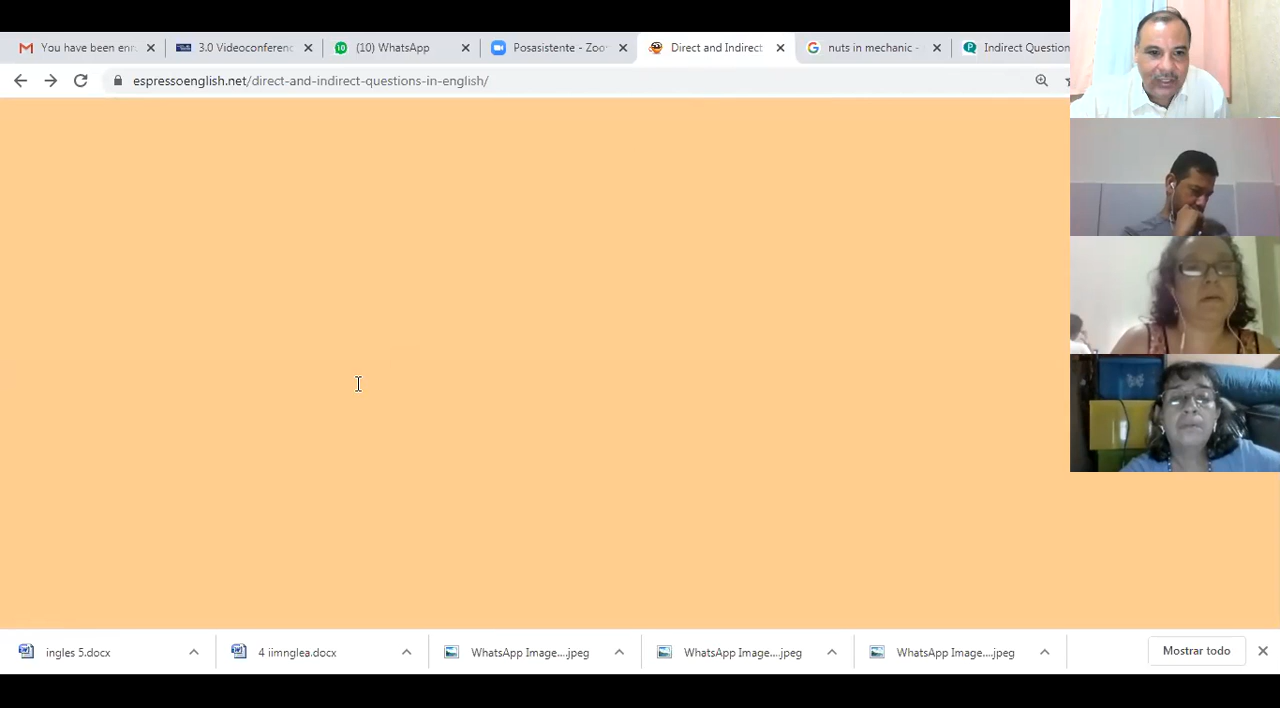 You have been enr
3.0 Videoconferenc
(10) WhatsApp
Posasistente - Zoo
Direct and Indirect
nuts in mechanic -
Indirect Question
espressoenglish.net/direct-and-indirect-questions-in-english/
ingles 5.docx
4 iimnglea.docx
WhatsApp Image....jpeg
WhatsApp Image....jpeg
WhatsApp Image....jpeg
Mostrar todo